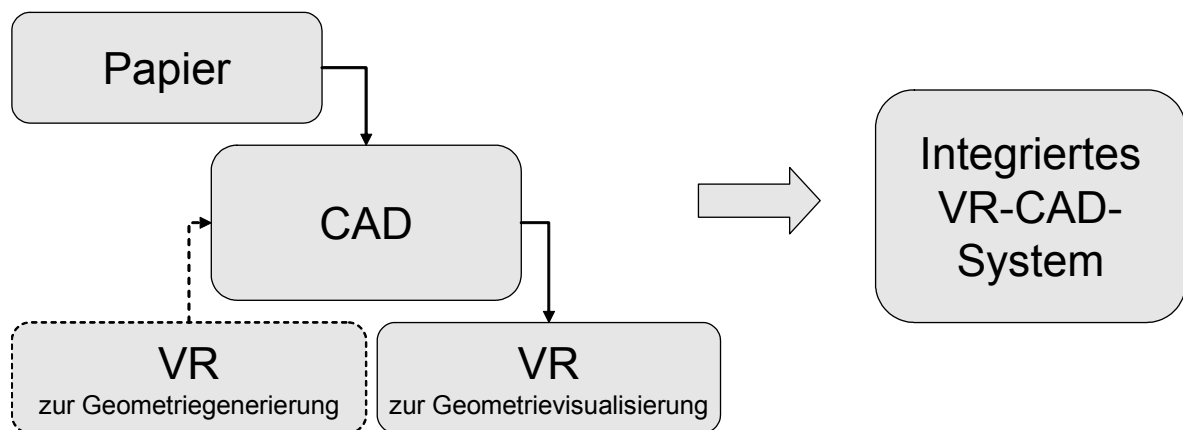 Papier
CAD
VR
zur Geometriegenerierung
VR
zur Geometrievisualisierung
Integriertes
VR-CAD-
System